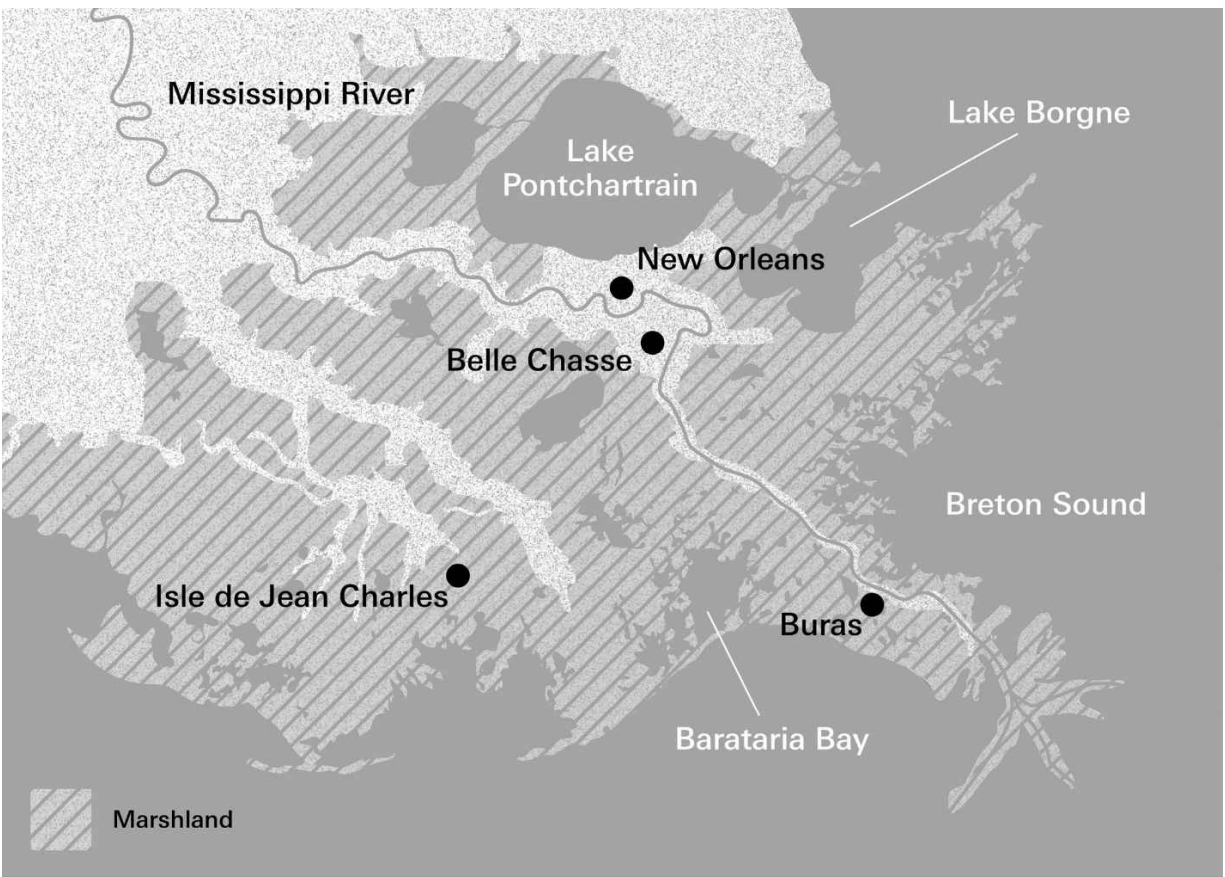 Mississippi River
Lake Borgne
Lake
Pontchartrain
New Orleans
Belle Chasse
Breton Sound
Isle de Jean Charles
Buras
Barataria Bay
Marshland